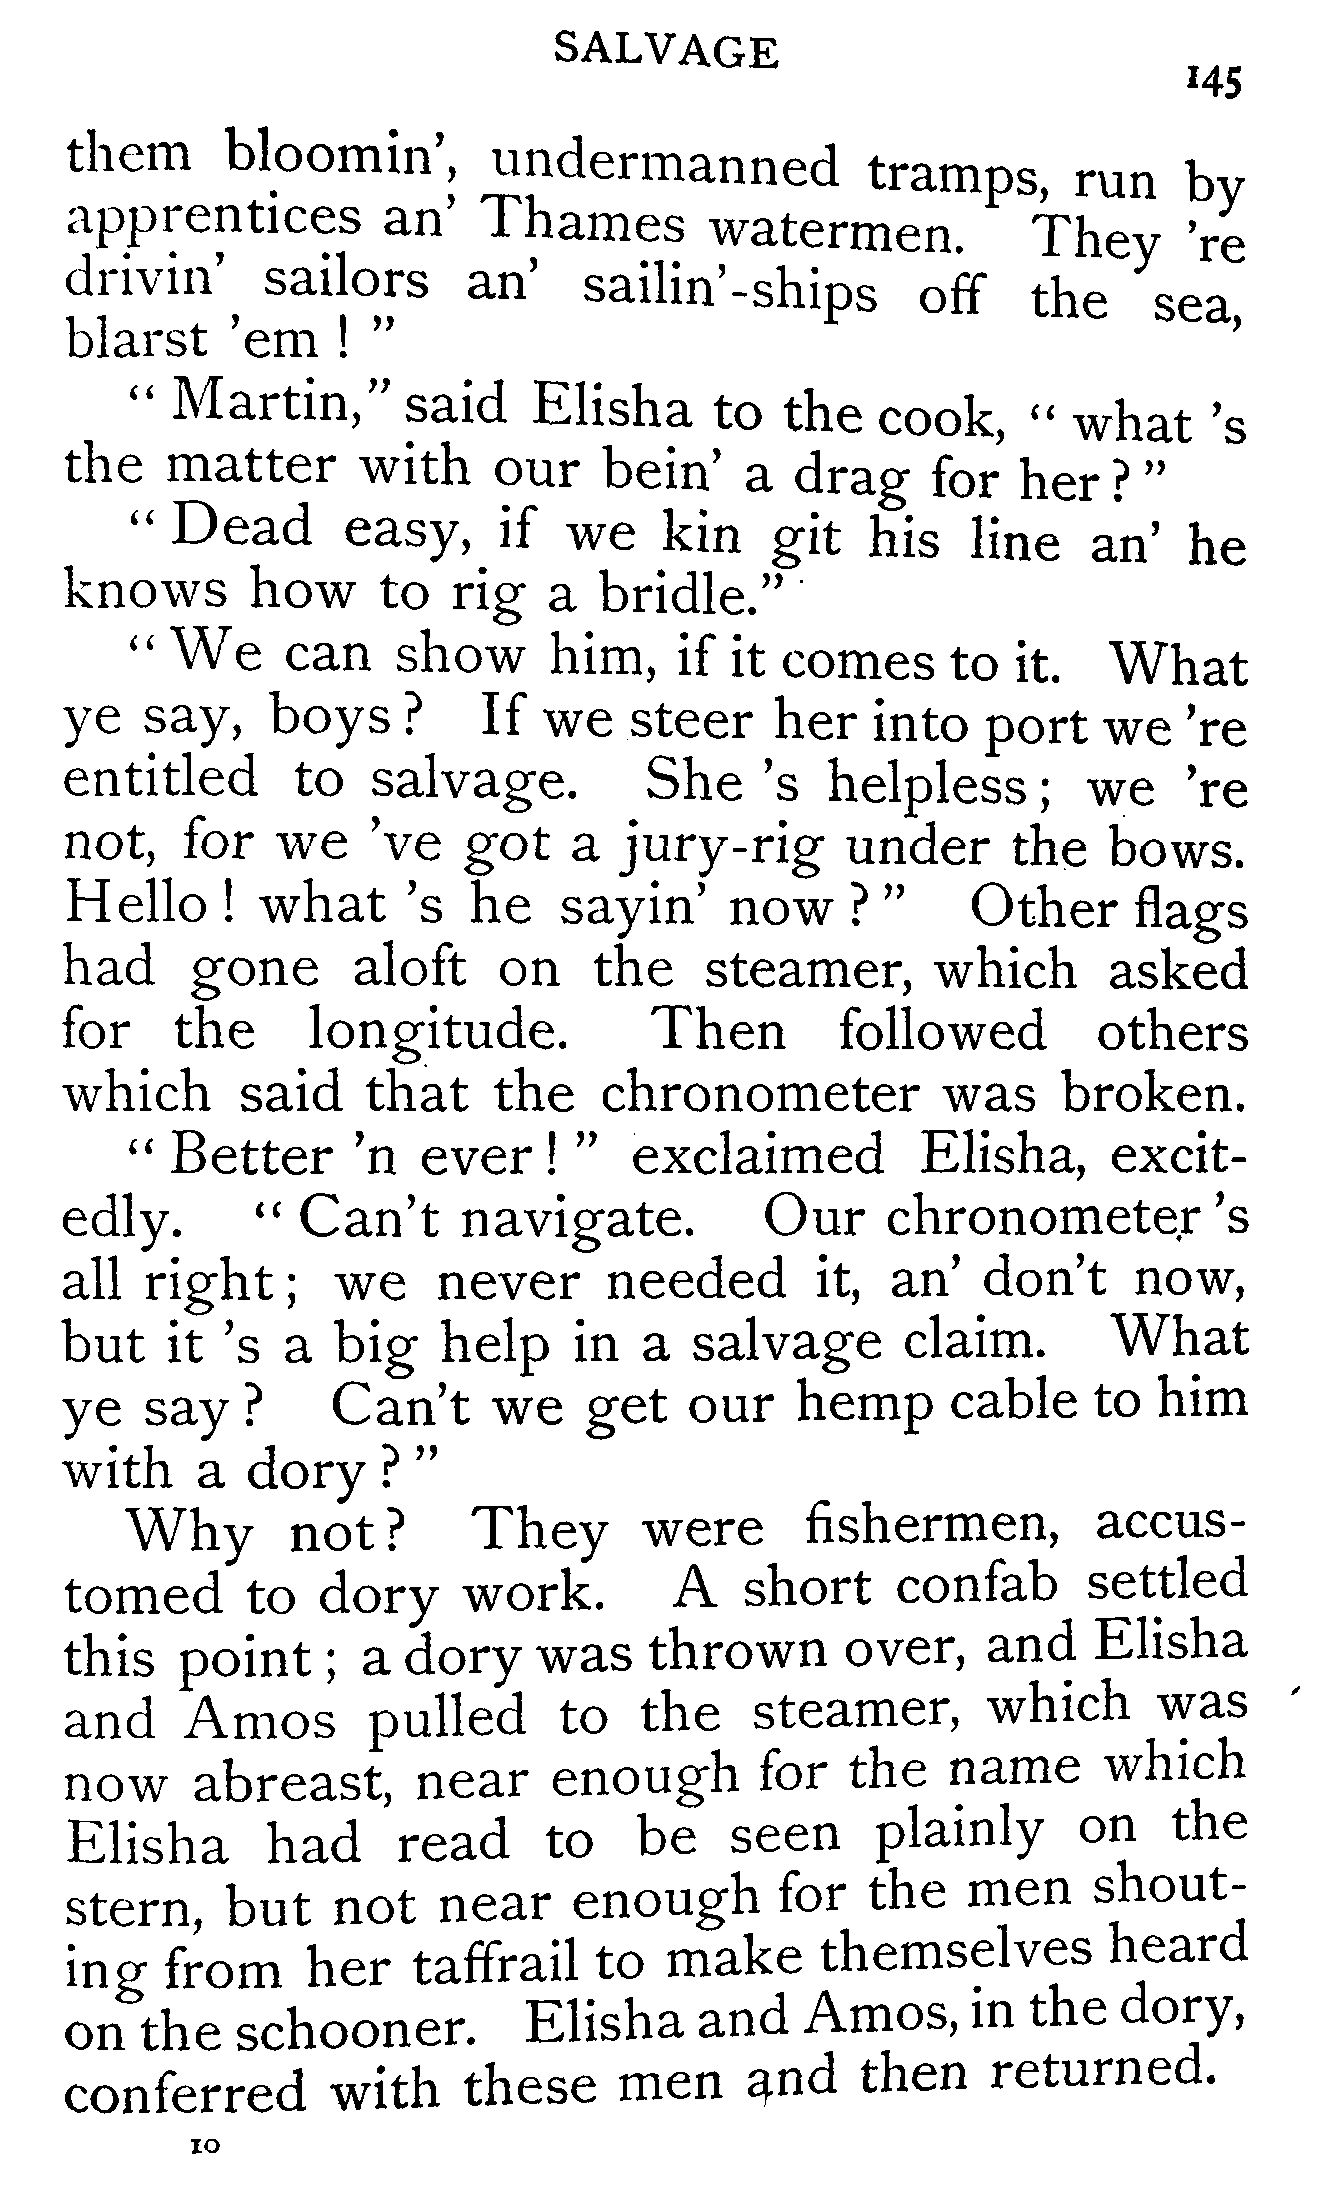 SALVAGE
145
them bloomin', undermanned tramps, run by
apprentices an' Thames watermen. They 're
drivin' sailors an' sailin'-ships off the sea,
blarst 'em ! "
" Martin," said Elisha to the cook, " what 's
the matter with our bein' a drag for her ? "
" Dead easy, if we kin git his line an' he
knows how to rig a bridle."
" We can show him, if it comes to it. What
ye say, boys ? If we steer her into port we 're
entitled to salvage. She 's helpless ; we 're
not, for we 've got a jury-rig under the bows.
Hello ! what 's he sayin' now ? " Other flags
had gone aloft on the steamer, which asked
for the longitude. Then followed others
which said that the chronometer was broken.
" Better 'n ever ! " exclaimed Elisha, excit-
edly. " Can't navigate. Our chronometer 's
all right ; we never needed it, an' don't now,
but it 's a big help in a salvage claim. What
ye say ? Can't we get our hemp cable to him
with a dory ? "
Why not ? They were fishermen, accus-
tomed to dory work. A short confab settled
this point ; a dory was thrown over, and Elisha
and Amos pulled to the steamer, which was
now abreast, near enough for the name which
Elisha had read to be seen plainly on the
stern, but not near enough for the men shout-
ing from her taffrail to make themselves heard
on the schooner. Elisha and Amos, in the dory,
conferred with these men and then returned.
10